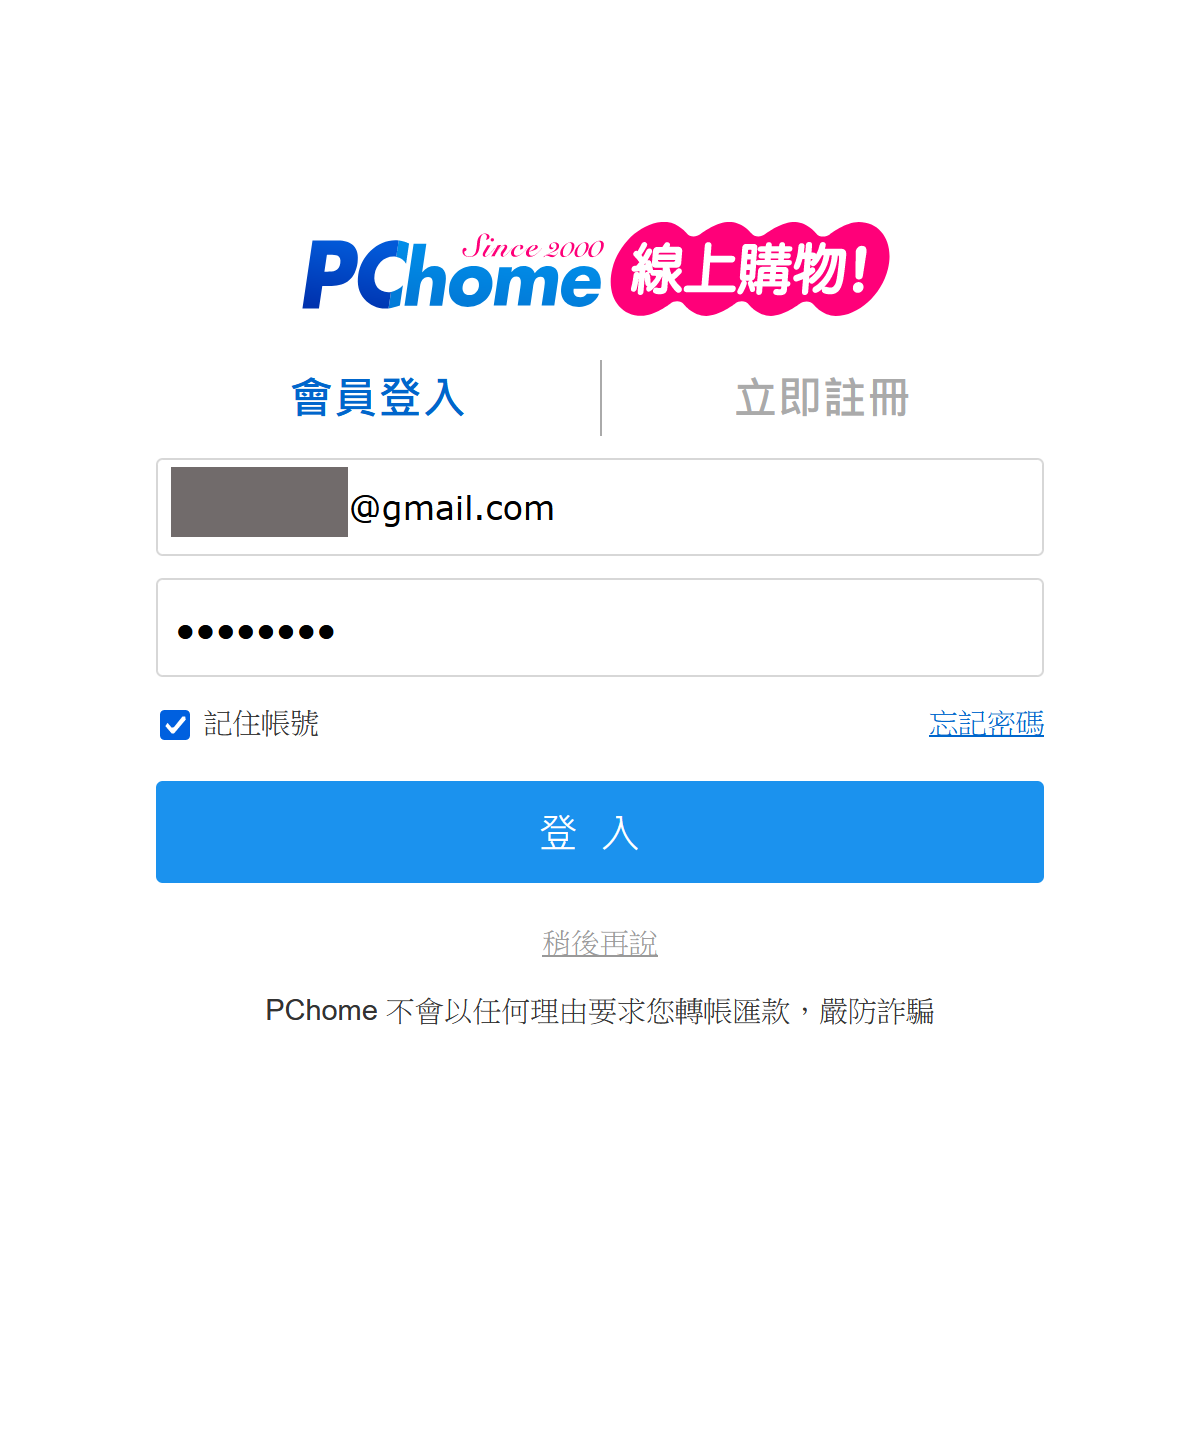 PChome Since 2000 線上購物!
會員登入 立即註冊
@gmail.com
••••••••
記住帳號 忘記密碼
登入
稍後再說
PChome 不會以任何理由要求您轉帳匯款，嚴防詐騙